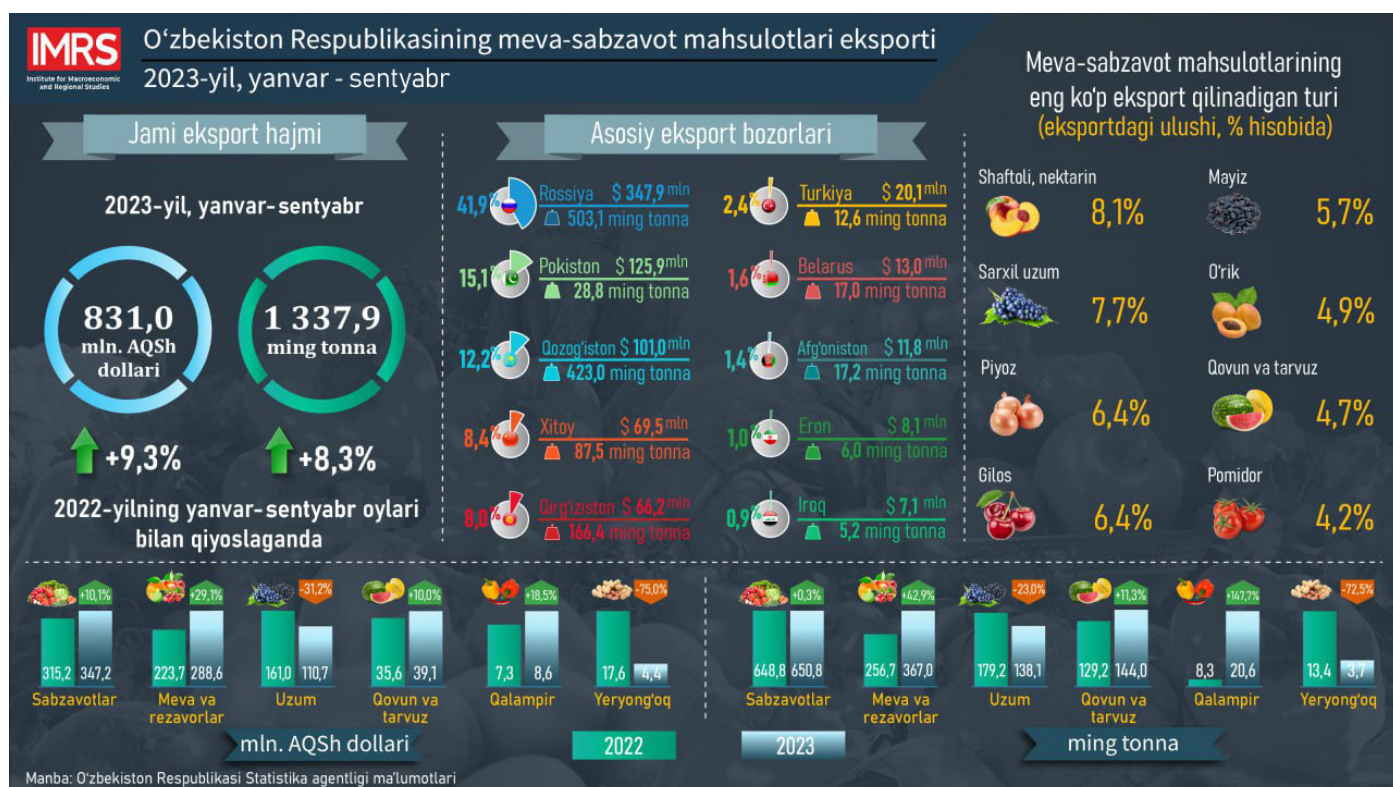 IMRS
Institute for Macroeconomic
and Regional Studies
O‘zbekiston Respublikasining meva-sabzavot mahsulotlari eksporti
2023-yil, yanvar - sentyabr
Jami eksport hajmi
2023-yil, yanvar-sentyabr
831,0
mln. AQSh
dollari
1 337,9
ming tonna
+9,3%
+8,3%
2022-yilning yanvar-sentyabr oylari
bilan qiyoslaganda
Asosiy eksport bozorlari
41,9%
Rossiya $ 347,9 mln
503,1 ming tonna
15,1%
Pokiston $ 125,9 mln
28,8 ming tonna
12,2%
Qozog‘iston $ 101,0 mln
423,0 ming tonna
8,4%
Xitoy $ 69,5 mln
87,5 ming tonna
8,0%
Qirg‘iziston $ 66,2 mln
166,4 ming tonna
2,4%
Turkiya $ 20,1 mln
12,6 ming tonna
1,6%
Belarus $ 13,0 mln
17,0 ming tonna
1,4%
Afg‘oniston $ 11,8 mln
17,2 ming tonna
1,0%
Eron $ 8,1 mln
6,0 ming tonna
0,9%
Iroq $ 7,1 mln
5,2 ming tonna
Meva-sabzavot mahsulotlarining
eng ko‘p eksport qilinadigan turi
(eksportdagi ulushi, % hisobida)
Shaftoli, nektarin
8,1%
Mayiz
5,7%
Sarxil uzum
7,7%
O‘rik
4,9%
Piyoz
6,4%
Qovun va tarvuz
4,7%
Gilos
6,4%
Pomidor
4,2%
+10,1%
315,2 347,2
Sabzavotlar
+29,1%
223,7 288,6
Meva va
rezavorlar
-31,2%
161,0 110,7
Uzum
+10,0%
35,6 39,1
Qovun va
tarvuz
+18,5%
7,3 8,6
Qalampir
-75,0%
17,6 4,4
Yeryong‘oq
mln. AQSh dollari
2022
+0,3%
648,8 650,8
Sabzavotlar
+42,9%
256,7 367,0
Meva va
rezavorlar
-23,0%
179,2 138,1
Uzum
+11,3%
129,2 144,0
Qovun va
tarvuz
+147,7%
8,3 20,6
Qalampir
-72,5%
13,4 3,7
Yeryong‘oq
2023
ming tonna
Manba: O‘zbekiston Respublikasi Statistika agentligi ma’lumotlari